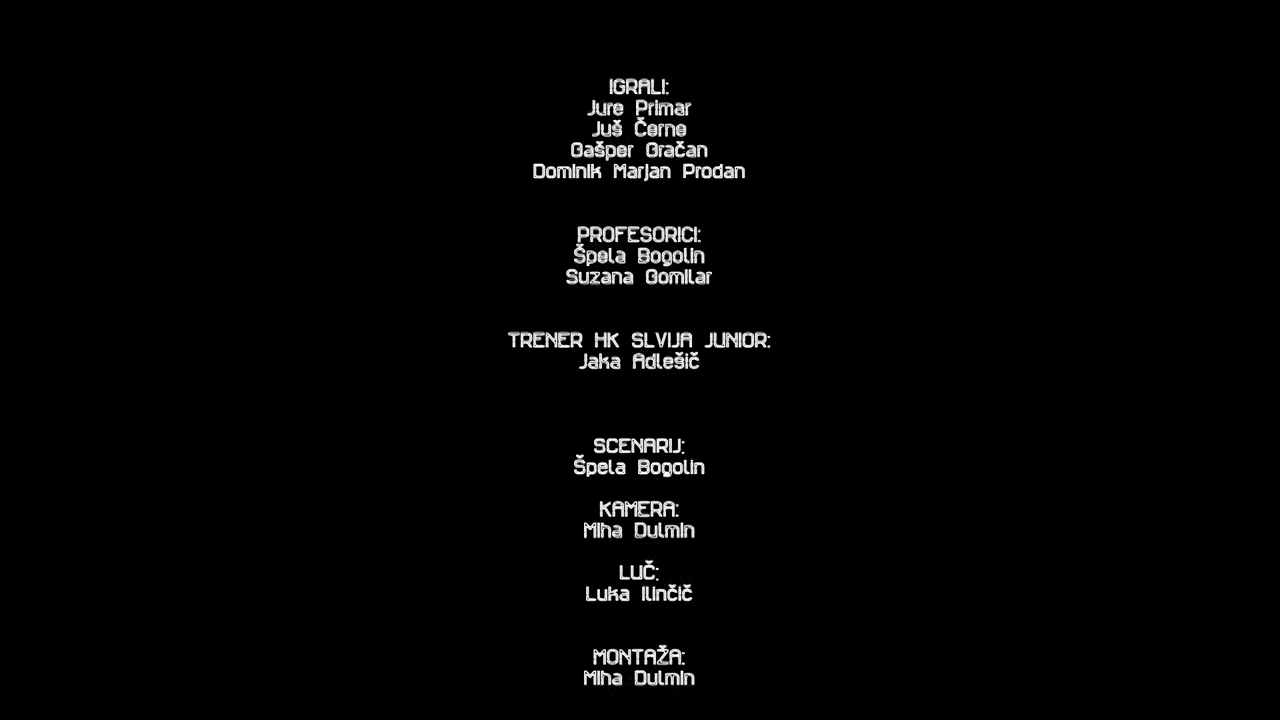 IGRALI:
Jure Primar
Juš Černe
Gašper Gračan
Dominik Marjan Prodan
PROFESORICI:
Špela Bogolin
Suzana Gomilar
TRENER HK SLVIJA JUNIOR:
Jaka Adlešič
SCENARIJ:
Špela Bogolin
KAMERA:
Miha Dulmin
LUČ:
Luka Ilinčič
MONTAŽA:
Miha Dulmin